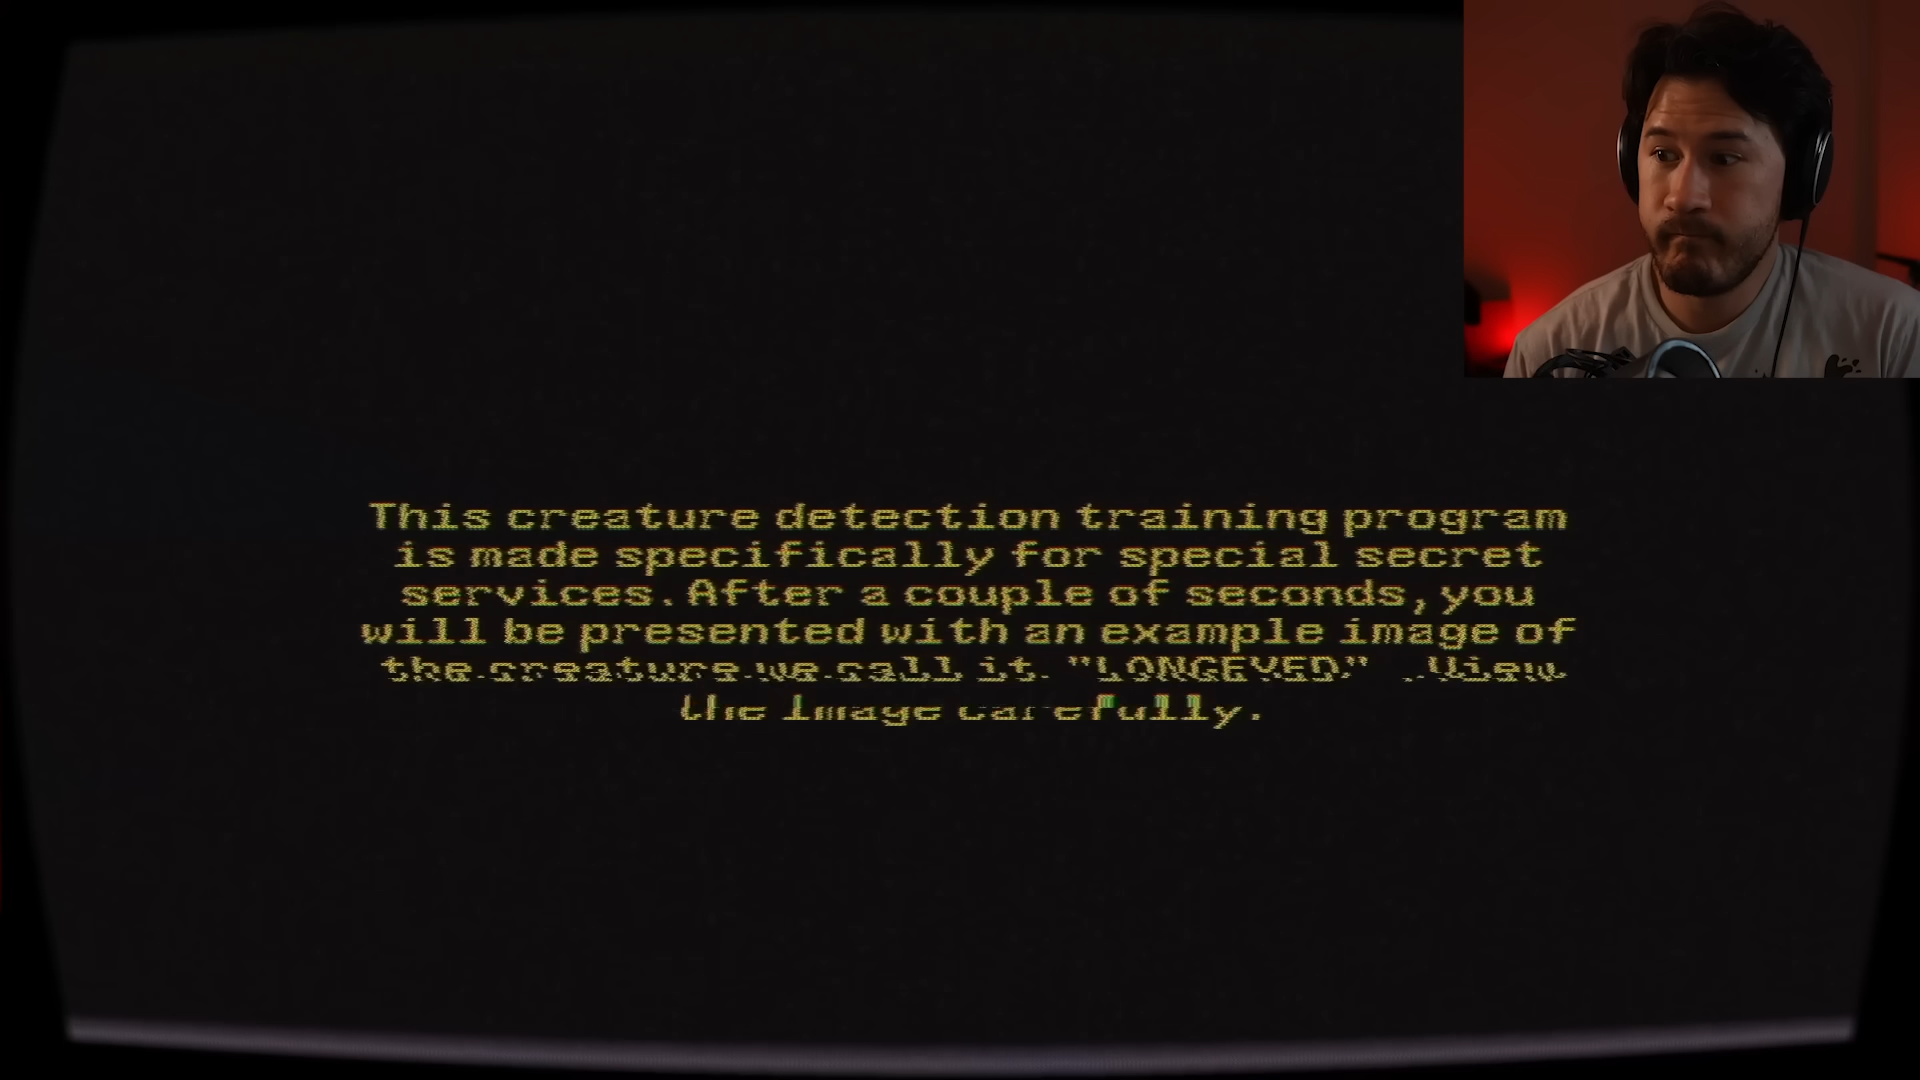 This creature detection training program
is made specifically for special secret
services.After a couple of seconds,you
will be presented with an example image of
the creature we call it "LONGEYED" .View
the image carefully.